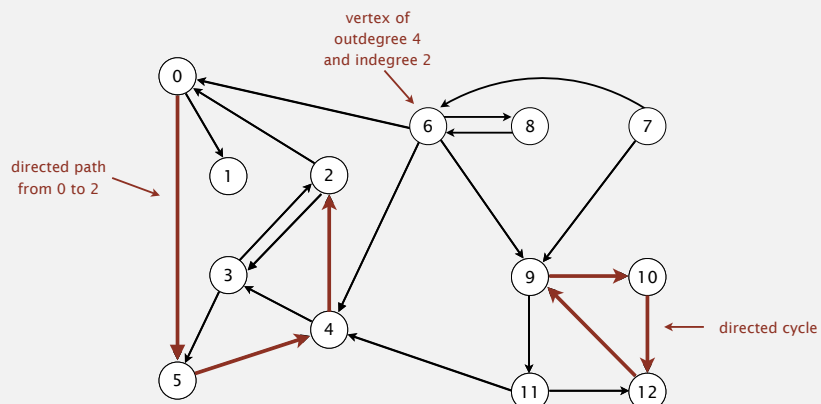 vertex of
outdegree 4
and indegree 2
0
6
8
7
directed path
from 0 to 2
1
2
3
9
10
4
directed cycle
5
11
12